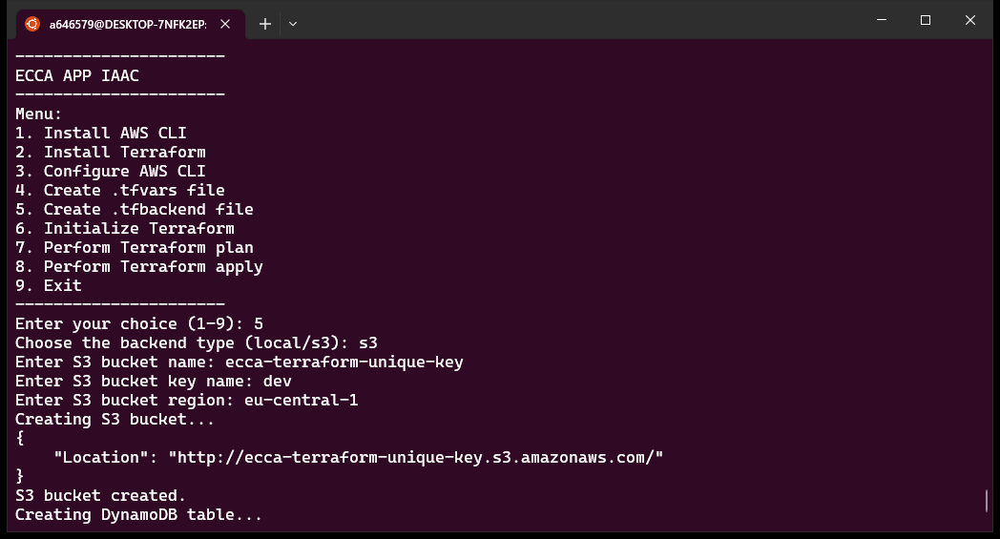 a646579@DESKTOP-7NFK2EP:
----------------------
ECCA APP IAAC
----------------------
Menu:
1. Install AWS CLI
2. Install Terraform
3. Configure AWS CLI
4. Create .tfvars file
5. Create .tfbackend file
6. Initialize Terraform
7. Perform Terraform plan
8. Perform Terraform apply
9. Exit
----------------------
Enter your choice (1-9): 5
Choose the backend type (local/s3): s3
Enter S3 bucket name: ecca-terraform-unique-key
Enter S3 bucket key name: dev
Enter S3 bucket region: eu-central-1
Creating S3 bucket...
{
    "Location": "http://ecca-terraform-unique-key.s3.amazonaws.com/"
}
S3 bucket created.
Creating DynamoDB table...